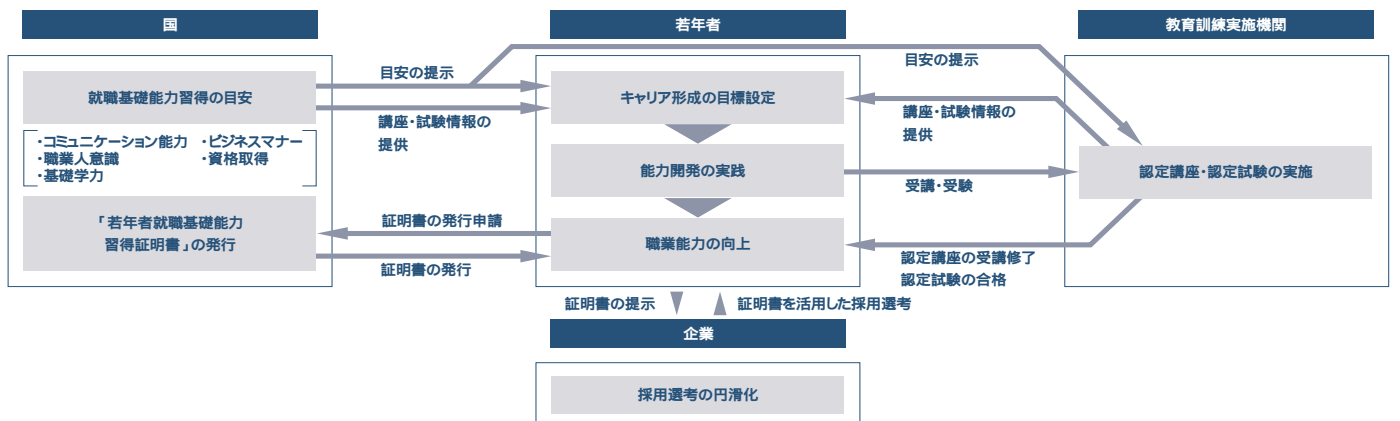 国
若年者
教育訓練実施機関
目安の提示
目安の提示
就職基礎能力習得の目安
キャリア形成の目標設定
講座・試験情報の
提供
講座・試験情報の
提供
・コミュニケーション能力 ・ビジネスマナー
・職業人意識 ・資格取得
・基礎学力
能力開発の実践
受講・受験
認定講座・認定試験の実施
「若年者就職基礎能力
習得証明書」の発行
証明書の発行申請
証明書の発行
職業能力の向上
認定講座の受講修了
認定試験の合格
証明書の提示
証明書を活用した採用選考
企業
採用選考の円滑化